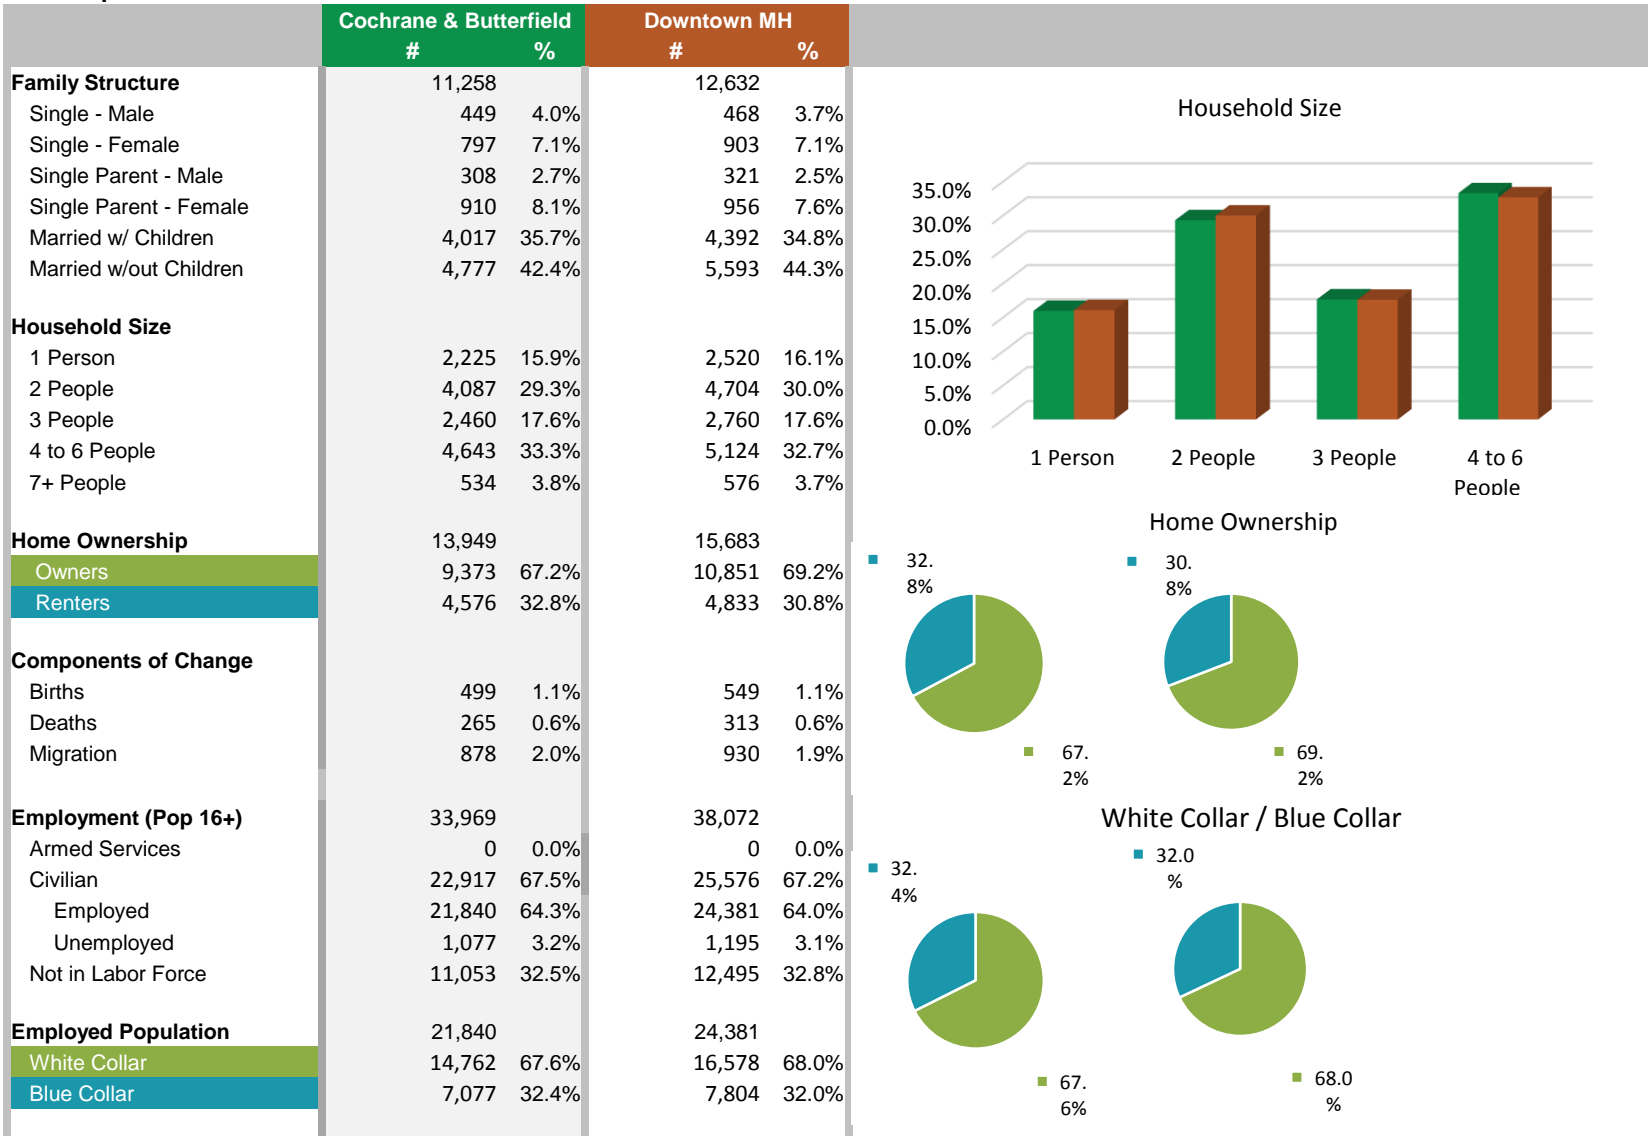 Cochrane & Butterfield Downtown MH
# % # %
Family Structure 11,258 12,632
Single - Male 449 4.0% 468 3.7%
Single - Female 797 7.1% 903 7.1%
Single Parent - Male 308 2.7% 321 2.5%
Single Parent - Female 910 8.1% 956 7.6%
Married w/ Children 4,017 35.7% 4,392 34.8%
Married w/out Children 4,777 42.4% 5,593 44.3%
Household Size
1 Person 2,225 15.9% 2,520 16.1%
2 People 4,087 29.3% 4,704 30.0%
3 People 2,460 17.6% 2,760 17.6%
4 to 6 People 4,643 33.3% 5,124 32.7%
7+ People 534 3.8% 576 3.7%
Home Ownership 13,949 15,683
Owners 9,373 67.2% 10,851 69.2%
Renters 4,576 32.8% 4,833 30.8%
Components of Change
Births 499 1.1% 549 1.1%
Deaths 265 0.6% 313 0.6%
Migration 878 2.0% 930 1.9%
Employment (Pop 16+) 33,969 38,072
Armed Services 0 0.0% 0 0.0%
Civilian 22,917 67.5% 25,576 67.2%
Employed 21,840 64.3% 24,381 64.0%
Unemployed 1,077 3.2% 1,195 3.1%
Not in Labor Force 11,053 32.5% 12,495 32.8%
Employed Population 21,840 24,381
White Collar 14,762 67.6% 16,578 68.0%
Blue Collar 7,077 32.4% 7,804 32.0%
Household Size
35.0%
30.0%
25.0%
20.0%
15.0%
10.0%
5.0%
0.0%
1 Person 2 People 3 People 4 to 6
People
Home Ownership
32. 30.
8% 8%
67. 69.
2% 2%
White Collar / Blue Collar
32. 32.0
4% %
67. 68.0
6% %